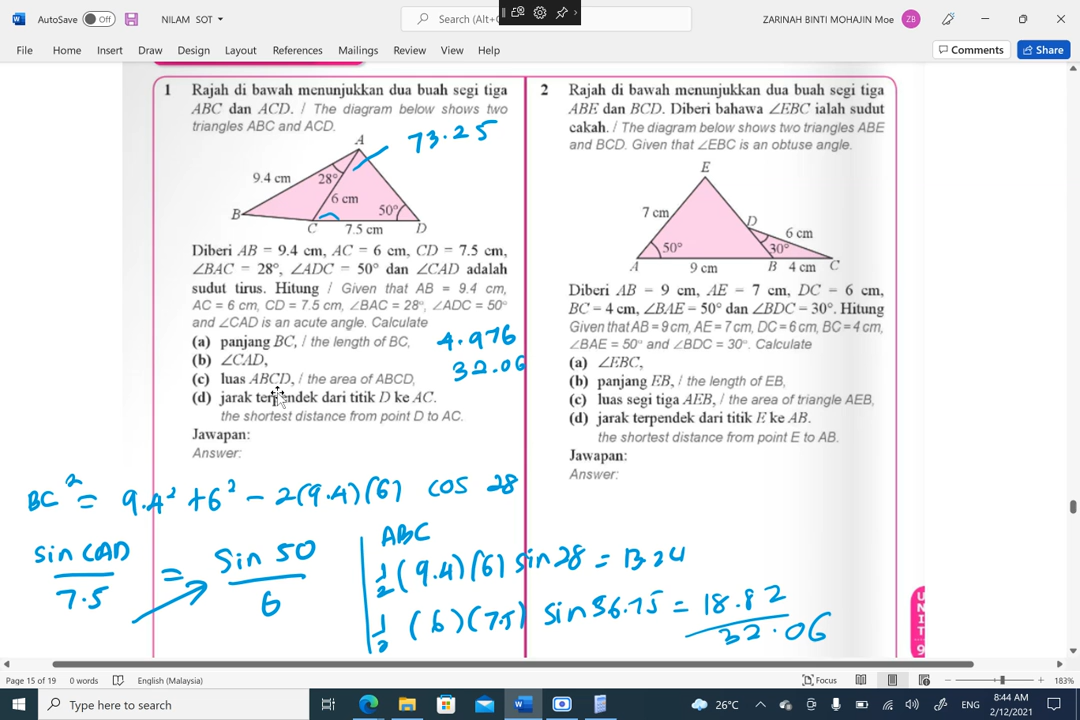 AutoSave Off NILAM SOT Search (Alt+ ZARINAH BINTI MOHAJIN Moe ZB
File Home Insert Draw Design Layout References Mailings Review View Help Comments Share
1 Rajah di bawah menunjukkan dua buah segi tiga
ABC dan ACD. / The diagram below shows two
triangles ABC and ACD.
73.25
A
9.4 cm
28°
6 cm
50°
B
C
7.5 cm
D
Diberi AB = 9.4 cm, AC = 6 cm, CD = 7.5 cm,
∠BAC = 28°, ∠ADC = 50° dan ∠CAD adalah
sudut tirus. Hitung / Given that AB = 9.4 cm,
AC = 6 cm, CD = 7.5 cm, ∠BAC = 28°, ∠ADC = 50°
and ∠CAD is an acute angle. Calculate
(a) panjang BC, / the length of BC, 4.976
(b) ∠CAD,
(c) luas ABCD, / the area of ABCD, 32.06
(d) jarak terpendek dari titik D ke AC.
the shortest distance from point D to AC.
Jawapan:
Answer:
BC² = 9.4² + 6² − 2(9.4)(6) cos 28
sin CAD / 7.5 = sin 50 / 6
ABC
½ (9.4)(6) sin 28 = 13.24
½ (6)(7.5) sin 56.75 = 18.82
32.06
2 Rajah di bawah menunjukkan dua buah segi tiga
ABE dan BCD. Diberi bahawa ∠EBC ialah sudut
cakah. / The diagram below shows two triangles ABE
and BCD. Given that ∠EBC is an obtuse angle.
E
7 cm
D
6 cm
50°
30°
A
9 cm
B
4 cm
C
Diberi AB = 9 cm, AE = 7 cm, DC = 6 cm,
BC = 4 cm, ∠BAE = 50° dan ∠BDC = 30°. Hitung
Given that AB = 9 cm, AE = 7 cm, DC = 6 cm, BC = 4 cm,
∠BAE = 50° and ∠BDC = 30°. Calculate
(a) ∠EBC,
(b) panjang EB, / the length of EB,
(c) luas segi tiga AEB, / the area of triangle AEB,
(d) jarak terpendek dari titik E ke AB.
the shortest distance from point E to AB.
Jawapan:
Answer:
UNIT 9
Page 15 of 19 0 words English (Malaysia) Focus 183%
Type here to search 26°C ENG 8:44 AM
2/12/2021